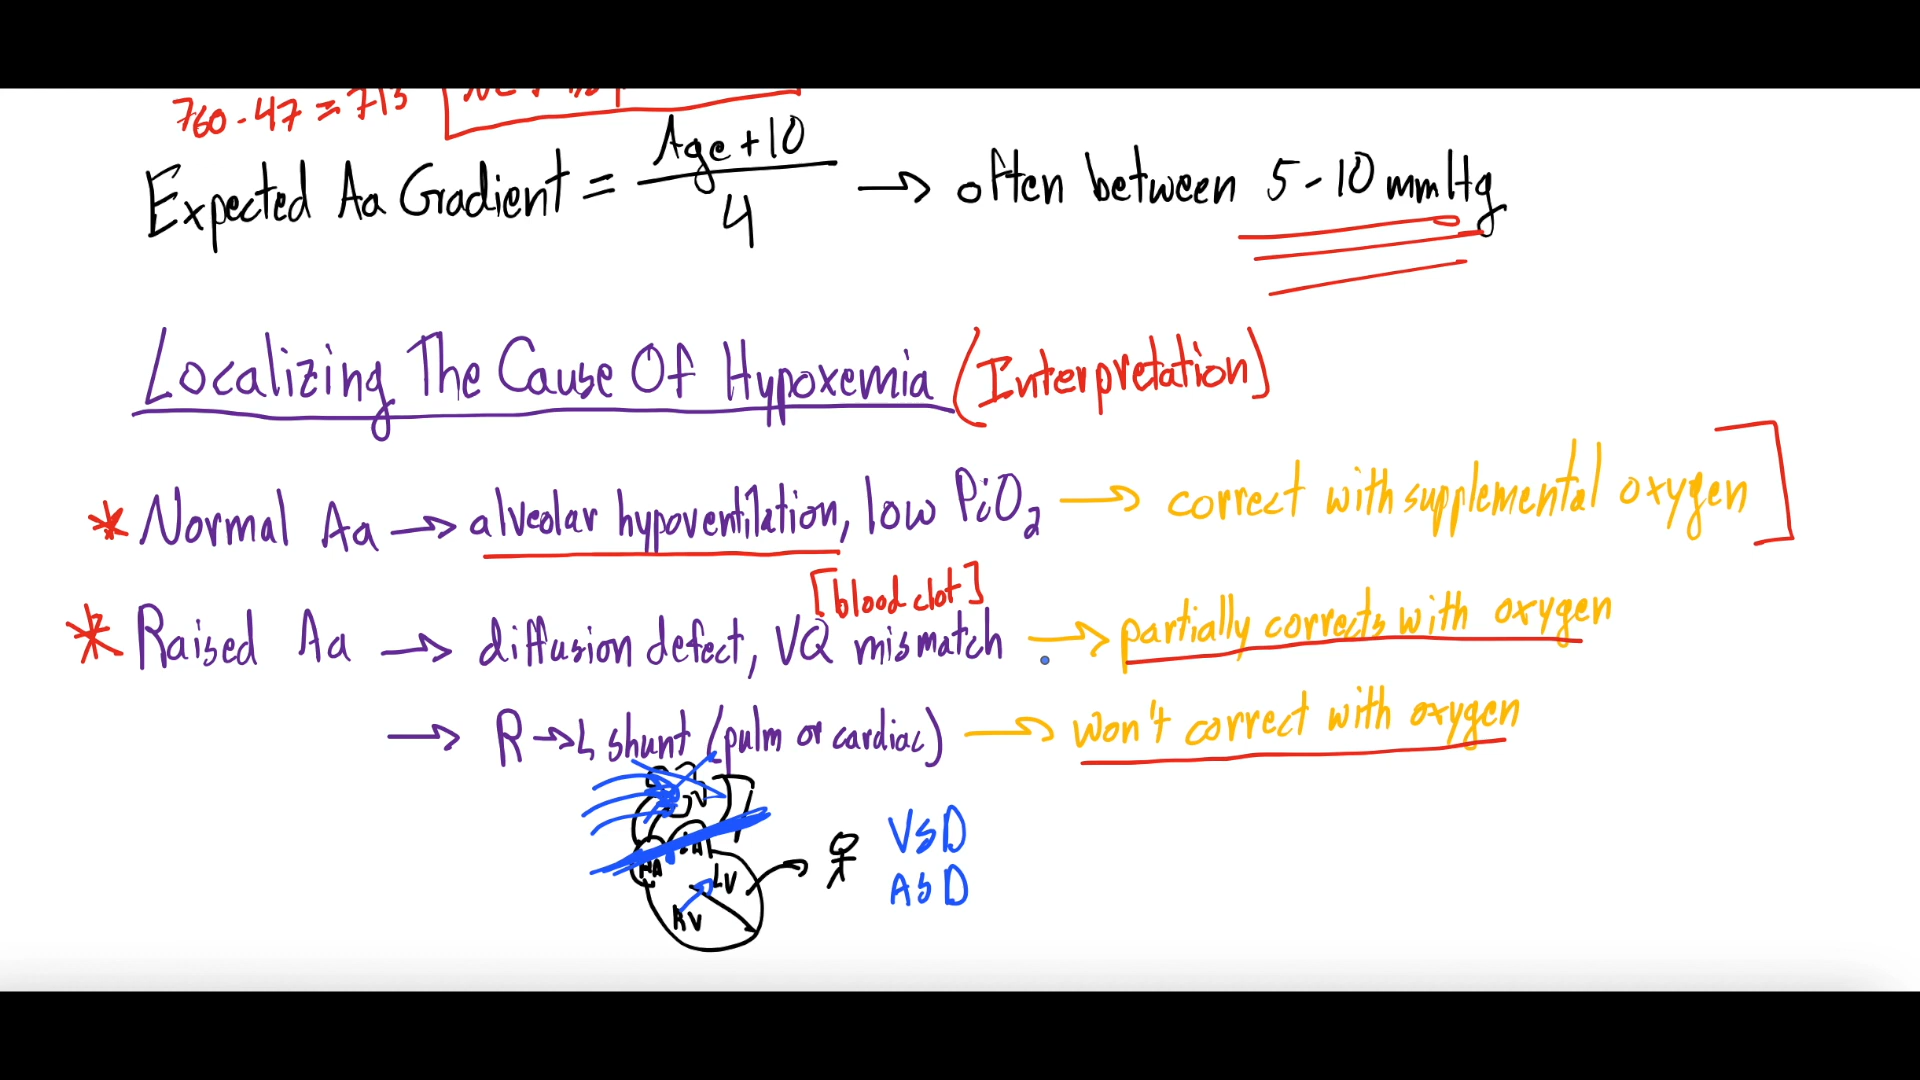 760 - 47 = 713
Expected Aa Gradient = Age + 10 / 4 → often between 5 - 10 mmHg
Localizing The Cause Of Hypoxemia (Interpretation)
* Normal Aa → alveolar hypoventilation, low PiO₂ → correct with supplemental oxygen
[blood clot]
* Raised Aa → diffusion defect, VQ mismatch → partially corrects with oxygen
→ R→L shunt (pulm or cardiac) → won't correct with oxygen
VSD
LV
ASD
RV